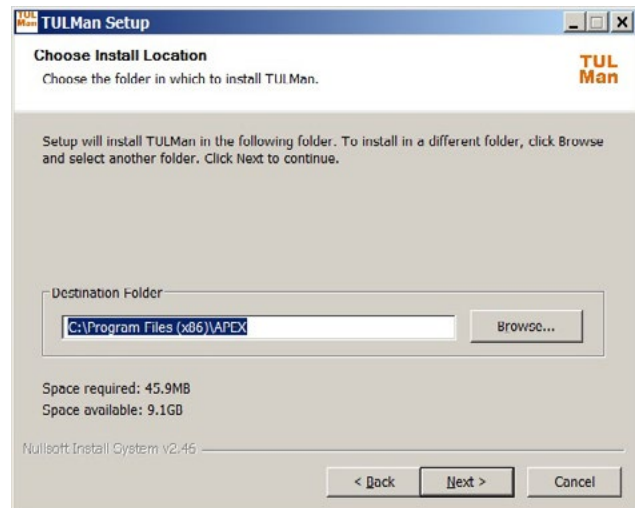 TUL
Man TULMan Setup
Choose Install Location
Choose the folder in which to install TULMan.
TUL
Man
Setup will install TULMan in the following folder. To install in a different folder, click Browse
and select another folder. Click Next to continue.
Destination Folder
C:\Program Files (x86)\APEX
Browse...
Space required: 45.9MB
Space available: 9.1GB
Nullsoft Install System v2.46
< Back
Next >
Cancel